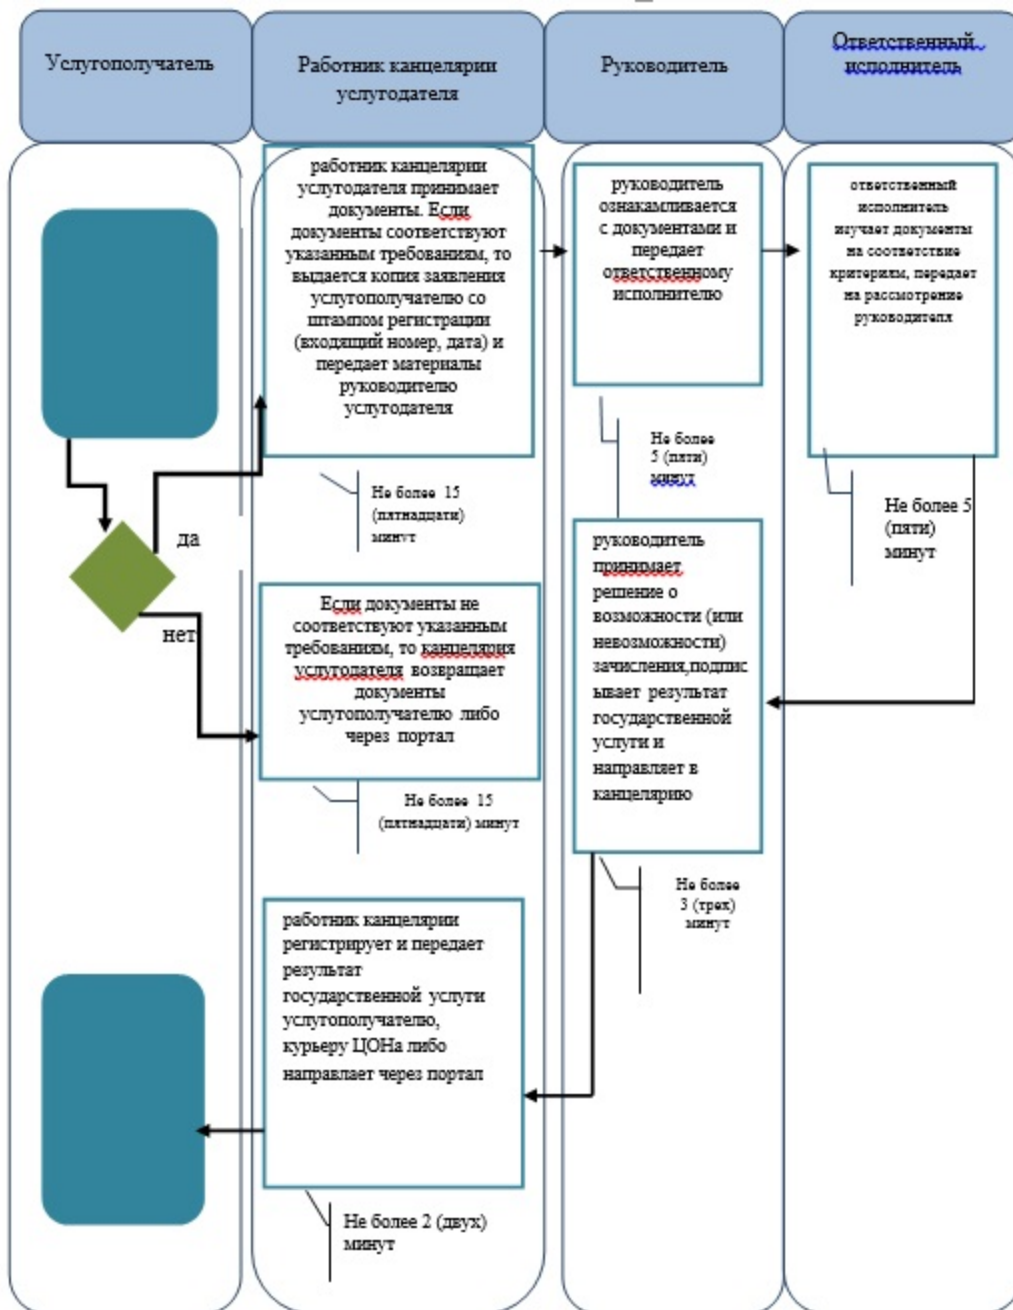 Услугополучатель
Работник канцелярии
услугодателя
Руководитель
Ответственный
исполнитель
работник канцелярии
услугодателя принимает
документы. Если
документы соответствуют
указанным требованиям, то
выдается копия заявления
услугополучателю со
штампом регистрации
(входящий номер, дата) и
передает материалы
руководителю
услугодателя
руководитель
ознакамливается
с документами и
передает
ответственному
исполнителю
ответственный
исполнитель
изучает документы
на соответствие
критериям, передает
на рассмотрение
руководителя
Не более 15
(пятнадцати)
минут
Не более
5 (пяти)
минут
Не более 5
(пяти)
минут
да
нет
Если документы не
соответствуют указанным
требованиям, то канцелярия
услугодателя возвращает
документы
услугополучателю либо
через портал
руководитель
принимает
решение о
возможности (или
невозможности)
зачисления,подпис
ывает результат
государственной
услуги и
направляет в
канцелярию
Не более 15
(пятнадцати) минут
Не более
3 (трех)
минут
работник канцелярии
регистрирует и передает
результат
государственной услуги
услугополучателю,
курьеру ЦОНа либо
направляет через портал
Не более 2 (двух)
минут